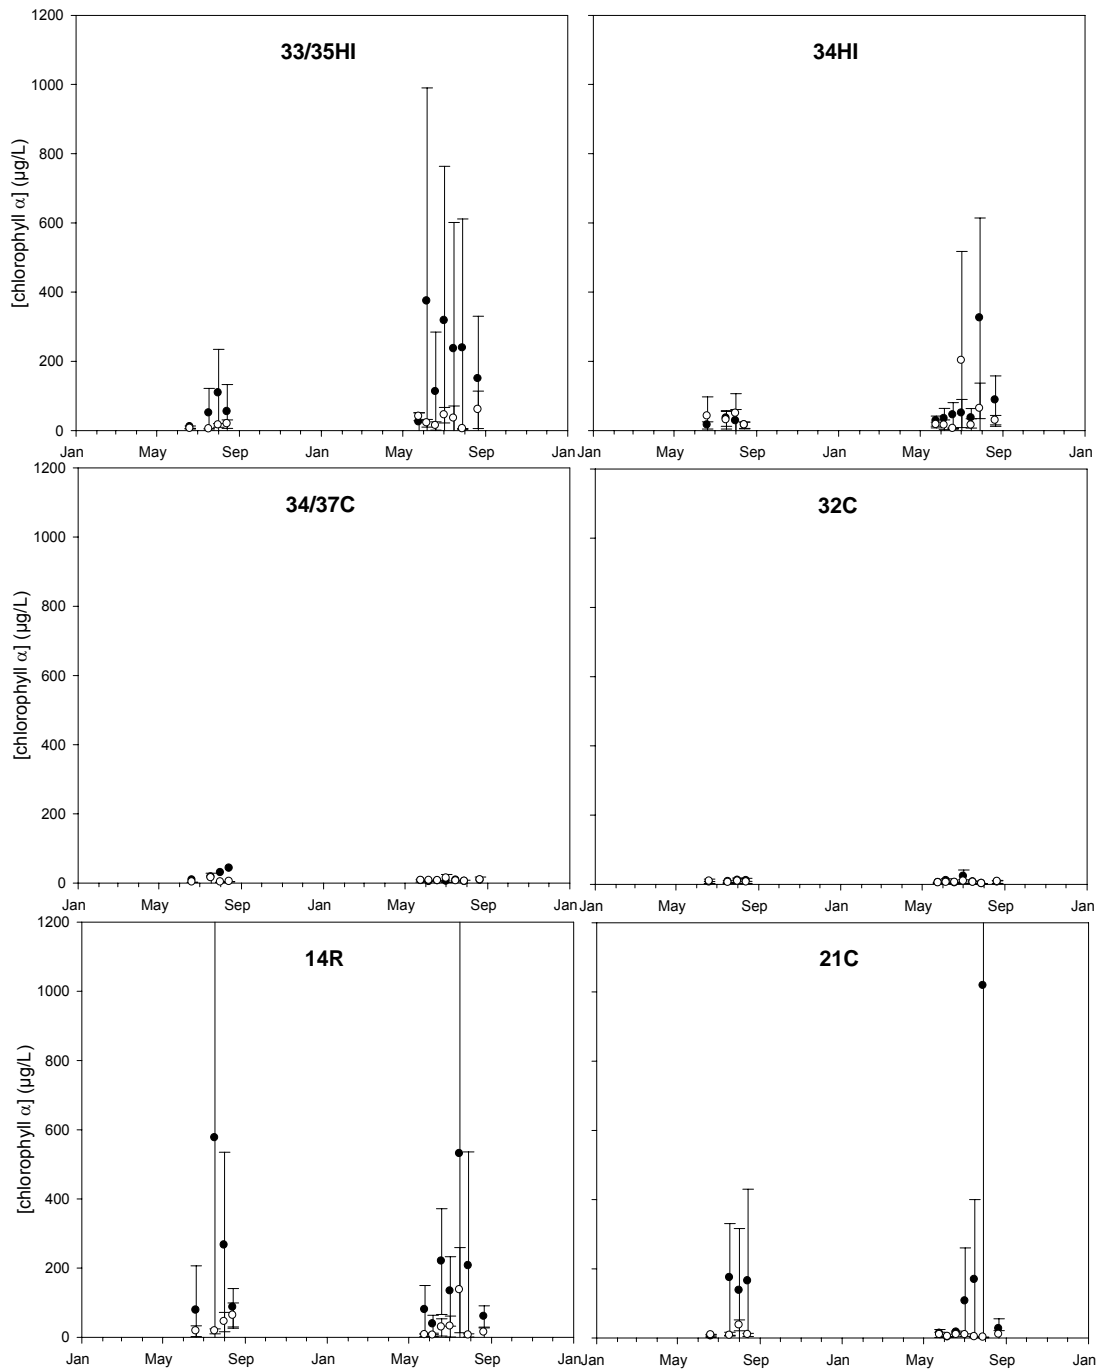 33/35HI
34HI
[chlorophyll α] (µg/L)
1200
1000
800
600
400
200
0
Jan May Sep Jan May Sep Jan
Jan May Sep Jan May Sep Jan
34/37C
32C
[chlorophyll α] (µg/L)
1200
1000
800
600
400
200
0
Jan May Sep Jan May Sep Jan
Jan May Sep Jan May Sep Jan
14R
21C
[chlorophyll α] (µg/L)
1200
1000
800
600
400
200
0
Jan May Sep Jan May Sep Jan
Jan May Sep Jan May Sep Jan